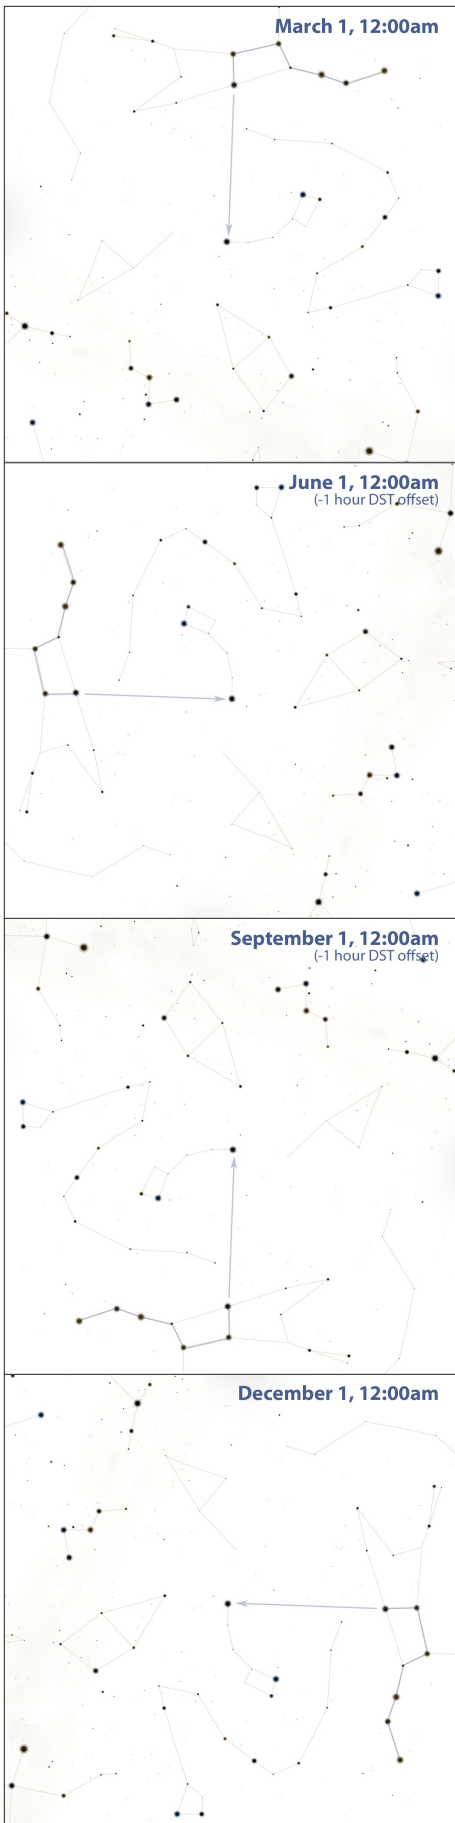 March 1, 12:00am
June 1, 12:00am
(-1 hour DST offset)
September 1, 12:00am
(-1 hour DST offset)
December 1, 12:00am